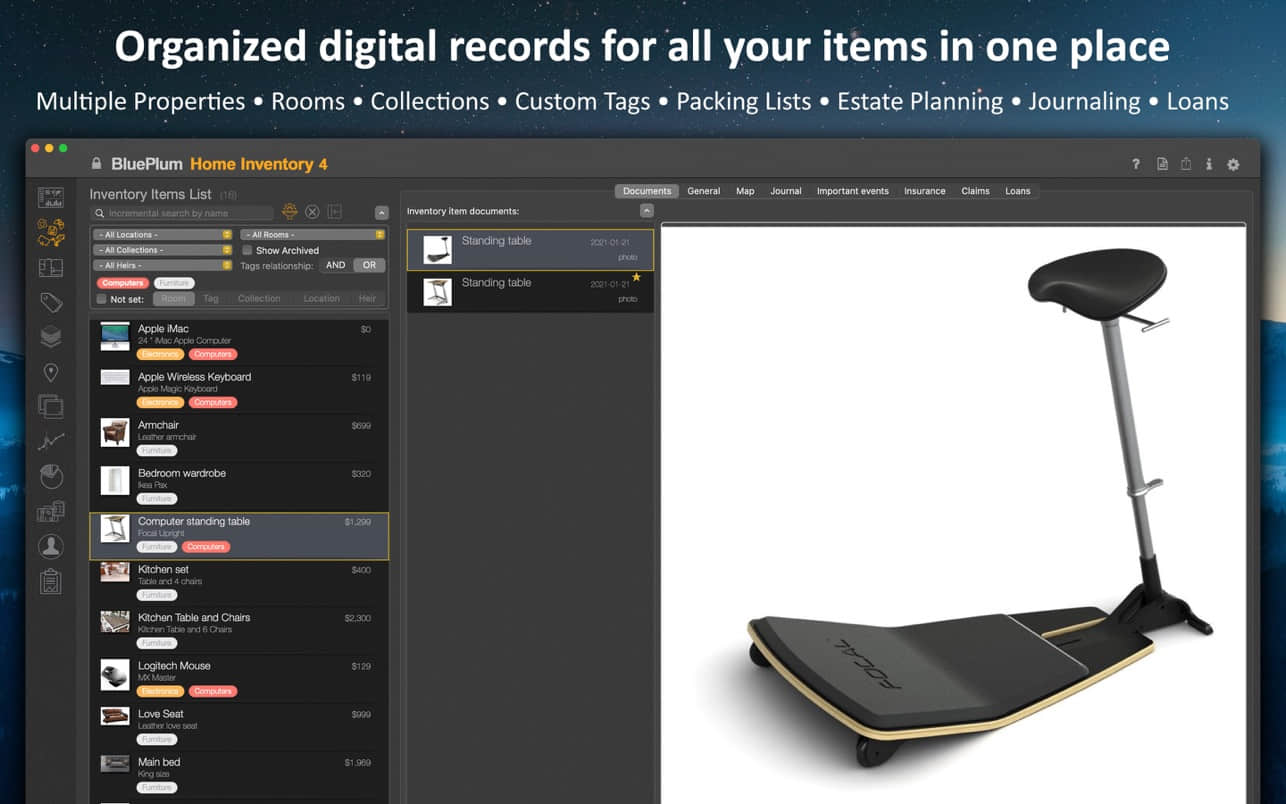 Organized digital records for all your items in one place
Multiple Properties • Rooms • Collections • Custom Tags • Packing Lists • Estate Planning • Journaling • Loans
BluePlum Home Inventory 4
?
Inventory Items List (16)
Incremental search by name
- All Locations -
- All Rooms -
- All Collections -
Show Archived
- All Heirs -
Tags relationship: AND OR
Computers Furniture
Not set: Room Tag Collection Location Heir
Apple iMac $0
24 " iMac Apple Computer
Electronics Computers
Apple Wireless Keyboard $119
Apple Magic Keyboard
Electronics Computers
Armchair $699
Leather armchair
Furniture
Bedroom wardrobe $320
Ikea Pax
Furniture
Computer standing table $1,299
Focal Upright
Furniture Computers
Kitchen set $400
Table and 4 chairs
Furniture
Kitchen Table and Chairs $2,300
Kitchen Table and 6 Chairs
Furniture
Logitech Mouse $129
MX Master
Electronics Computers
Love Seat $999
Leather love seat
Furniture
Main bed $1,969
King size
Furniture
Documents General Map Journal Important events Insurance Claims Loans
Inventory item documents:
Standing table 2021-01-21
photo
Standing table 2021-01-21
photo
FOCAL